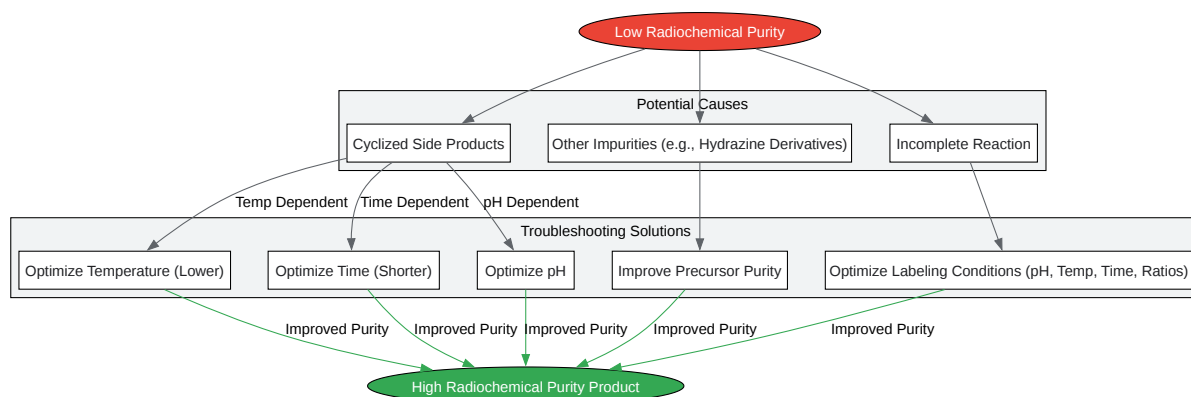 Low Radiochemical Purity
Potential Causes
Cyclized Side Products
Other Impurities (e.g., Hydrazine Derivatives)
Incomplete Reaction
Temp Dependent
Time Dependent
pH Dependent
Troubleshooting Solutions
Optimize Temperature (Lower)
Optimize Time (Shorter)
Optimize pH
Improve Precursor Purity
Optimize Labeling Conditions (pH, Temp, Time, Ratios)
Improved Purity
Improved Purity
Improved Purity
Improved Purity
Improved Purity
High Radiochemical Purity Product